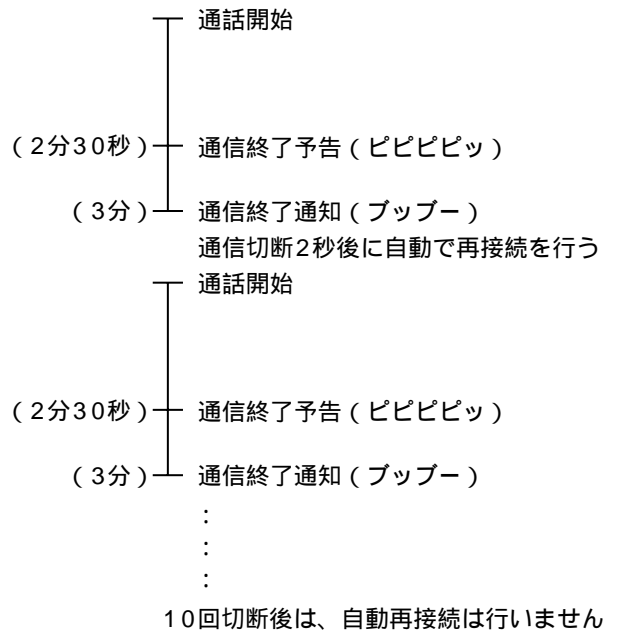 通話開始
(2分30秒) 通信終了予告(ピピピピッ)
(3分) 通信終了通知(ブッブー)
通信切断2秒後に自動で再接続を行う
通話開始
(2分30秒) 通信終了予告(ピピピピッ)
(3分) 通信終了通知(ブッブー)
:
:
:
10回切断後は、自動再接続は行いません